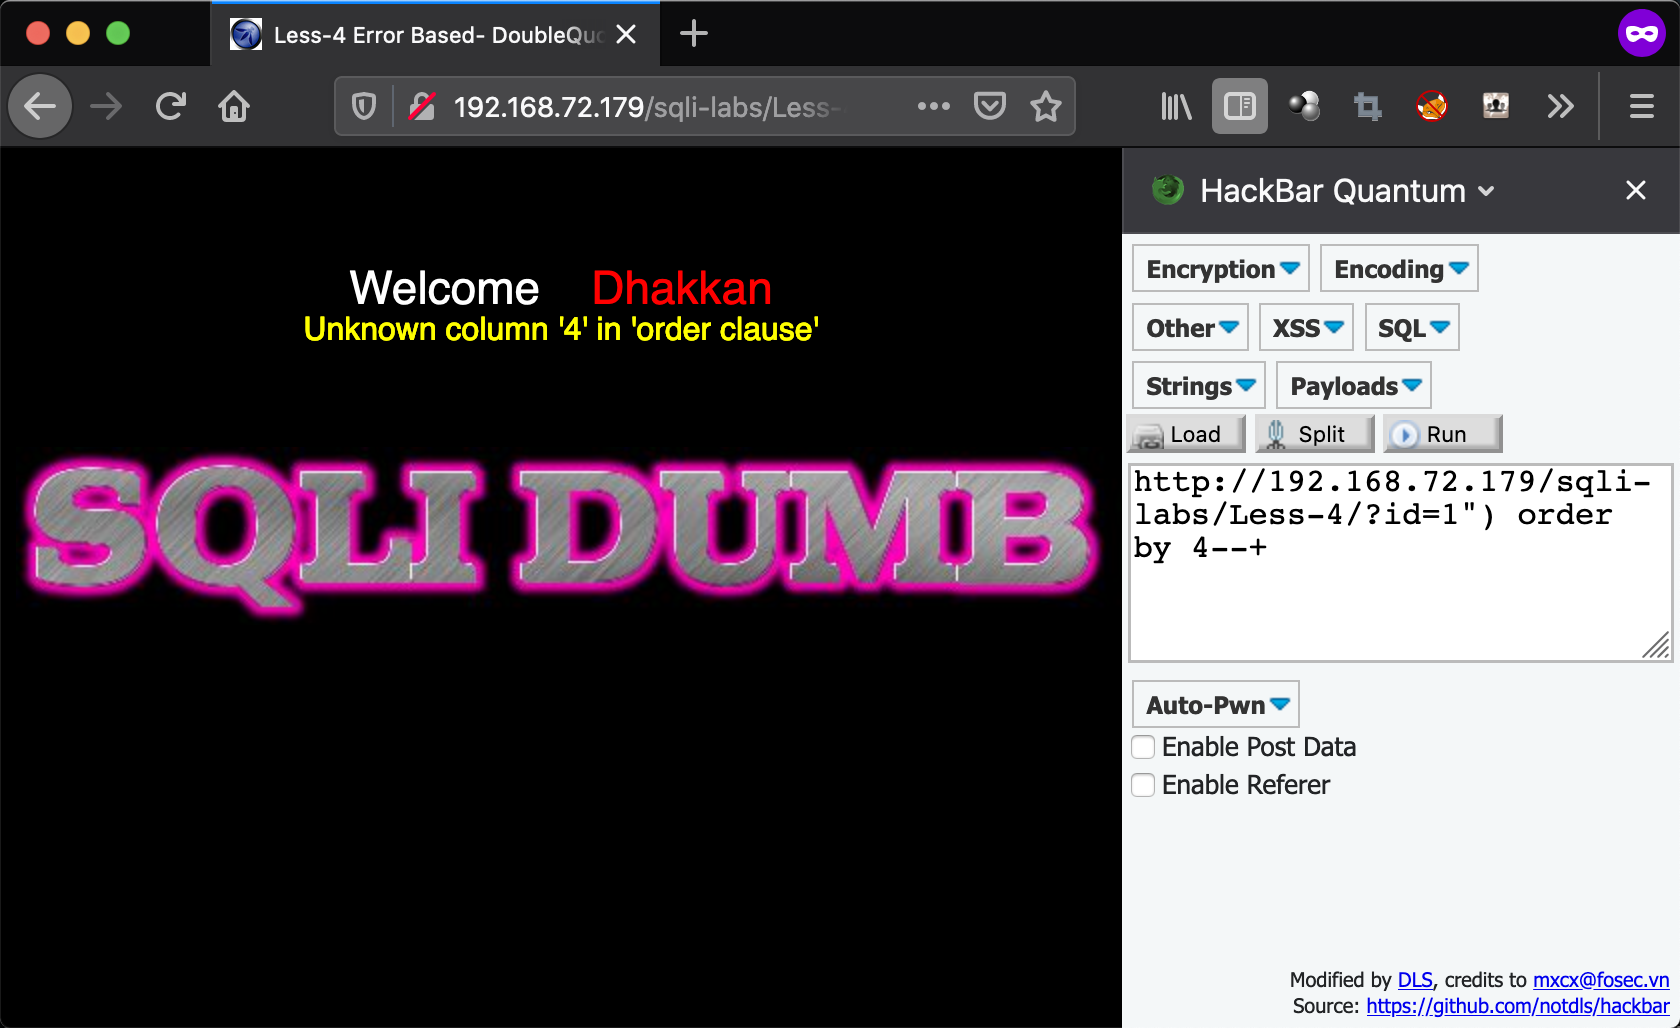 Less-4 Error Based- DoubleQuo
192.168.72.179/sqli-labs/Less-
HackBar Quantum
Encryption Encoding
Other XSS SQL
Strings Payloads
Load Split Run
http://192.168.72.179/sqli-
labs/Less-4/?id=1") order
by 4--+
Auto-Pwn
Enable Post Data
Enable Referer
Modified by DLS, credits to mxcx@fosec.vn
Source: https://github.com/notdls/hackbar
Welcome Dhakkan
Unknown column '4' in 'order clause'
SQLI DUMB